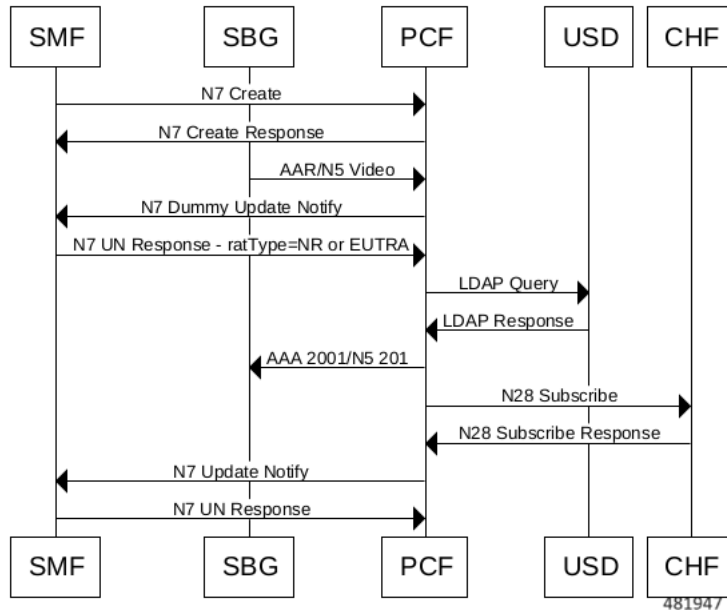 SMF SBG PCF USD CHF
N7 Create
N7 Create Response
AAR/N5 Video
N7 Dummy Update Notify
N7 UN Response - ratType=NR or EUTRA
LDAP Query
LDAP Response
AAA 2001/N5 201
N28 Subscribe
N28 Subscribe Response
N7 Update Notify
N7 UN Response
SMF SBG PCF USD CHF
481947